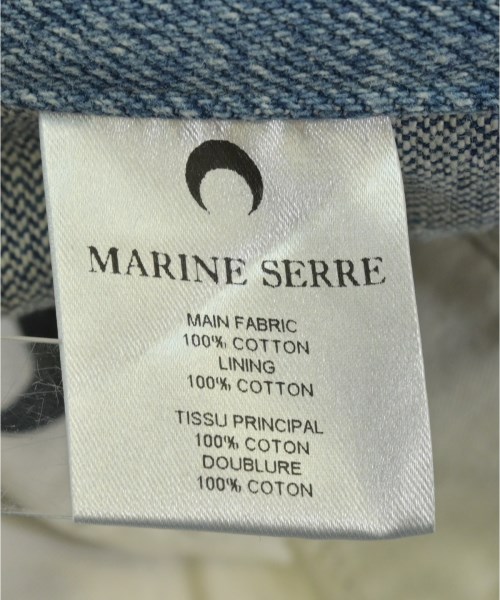 MARINE SERRE
MAIN FABRIC
100% COTTON
LINING
100% COTTON
TISSU PRINCIPAL
100% COTON
DOUBLURE
100% COTON